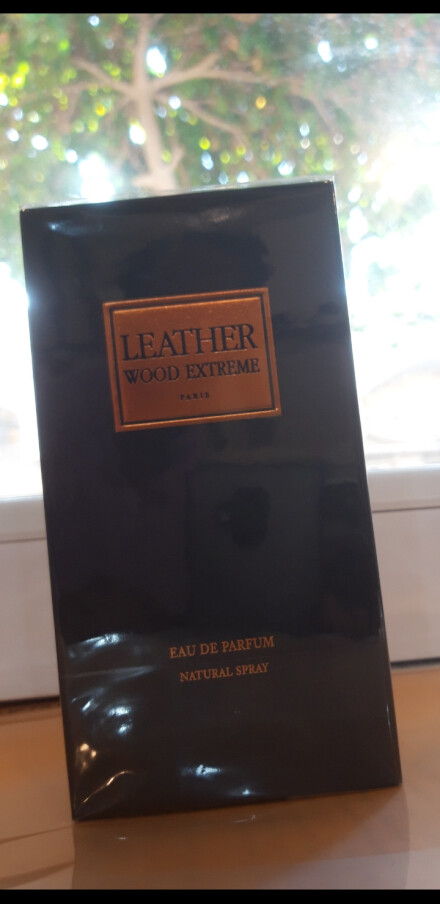 LEATHER
WOOD EXTREME
PARIS
EAU DE PARFUM
NATURAL SPRAY